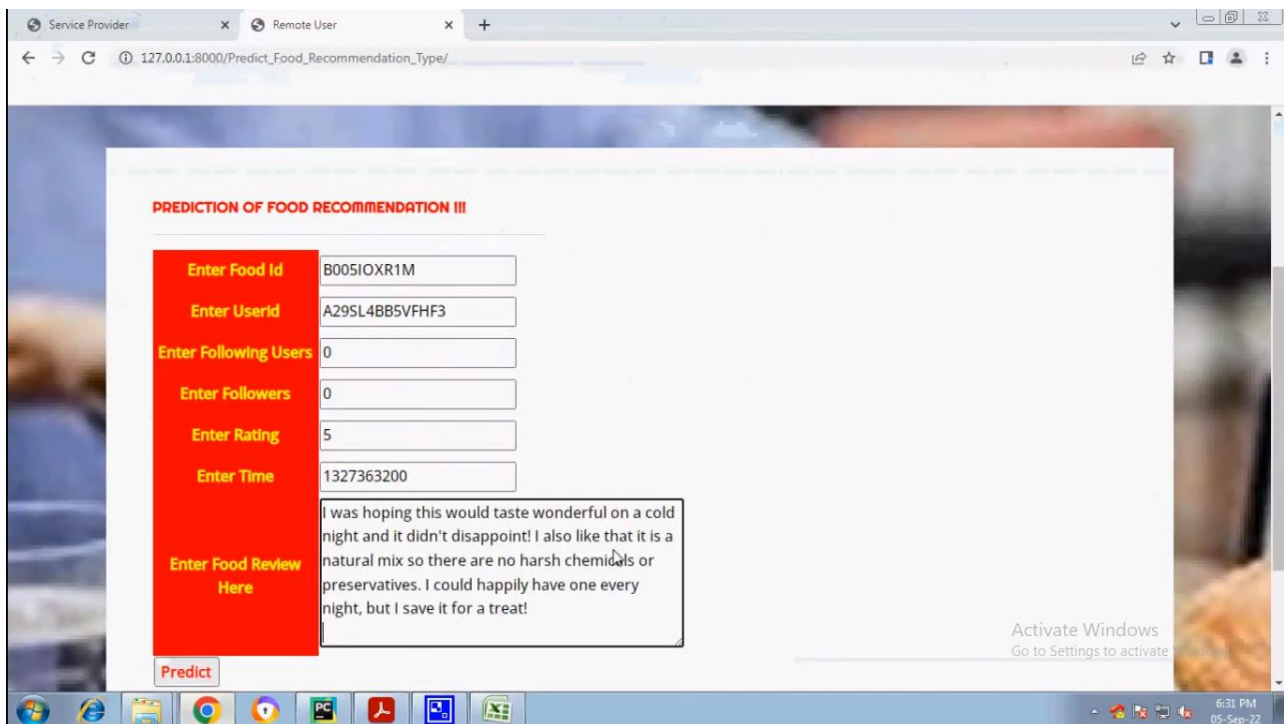 Service Provider
Remote User
127.0.0.1:8000/Predict_Food_Recommendation_Type/
PREDICTION OF FOOD RECOMMENDATION !!!
Enter Food Id
B005IOXR1M
Enter UserId
A29SL4BB5VFHF3
Enter Following Users
0
Enter Followers
0
Enter Rating
5
Enter Time
1327363200
Enter Food Review
Here
I was hoping this would taste wonderful on a cold
night and it didn't disappoint! I also like that it is a
natural mix so there are no harsh chemicals or
preservatives. I could happily have one every
night, but I save it for a treat!
Predict
Activate Windows
Go to Settings to activate Windows.
PC
6:31 PM
05-Sep-22